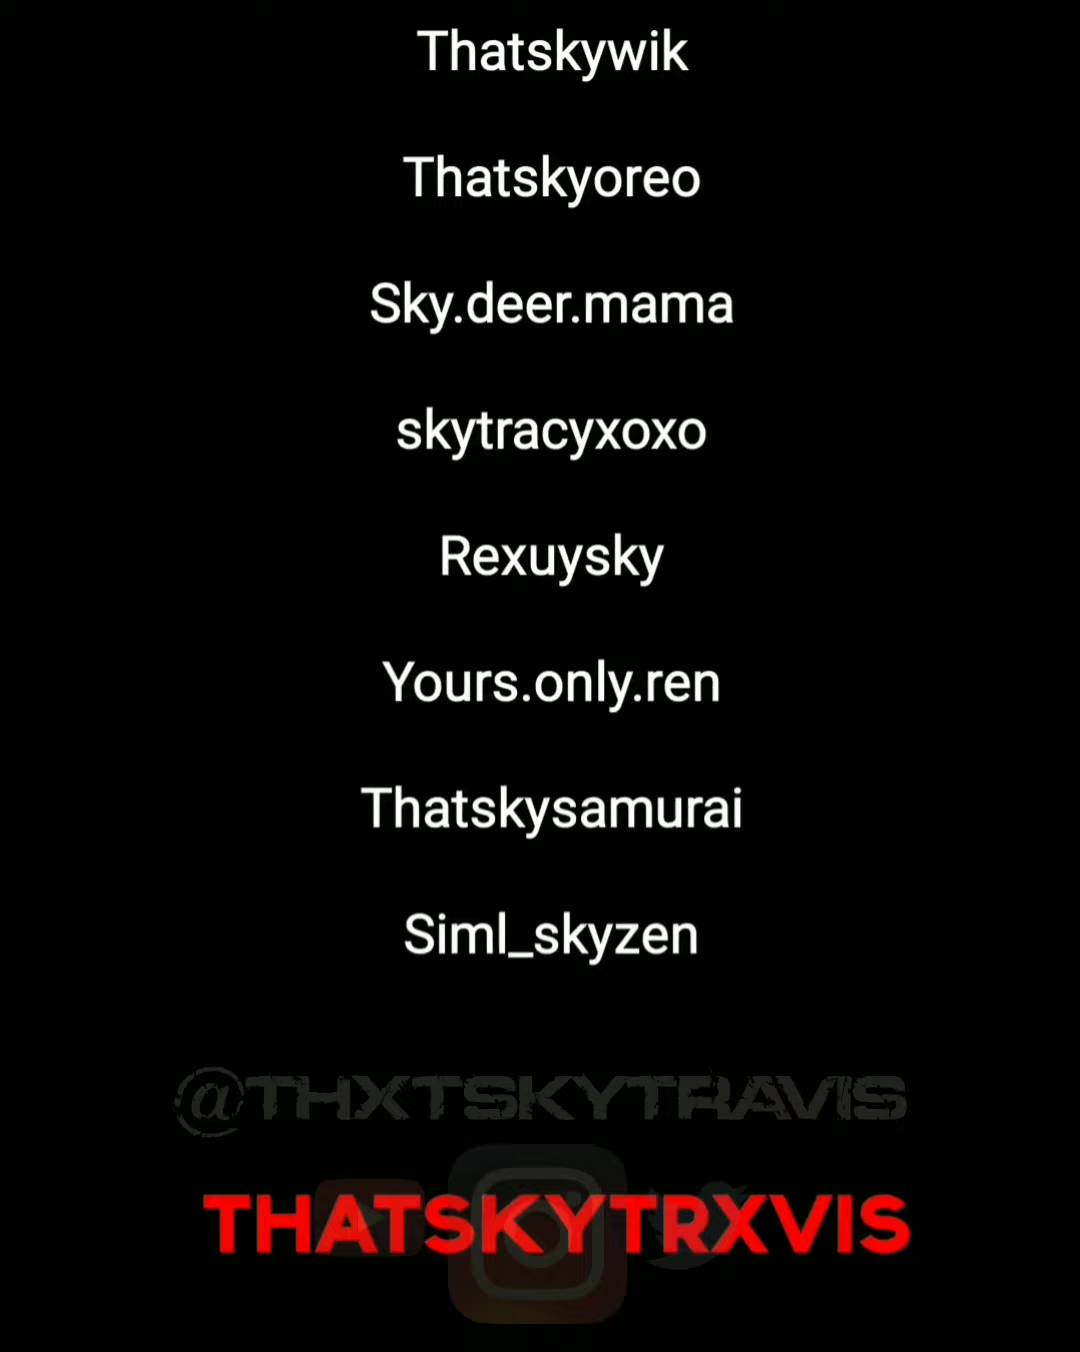 Thatskywik
Thatskyoreo
Sky.deer.mama
skytracyxoxo
Rexuysky
Yours.only.ren
Thatskysamurai
Siml_skyzen
@THXTSKYTRAVIS
THATSKYTRXVIS